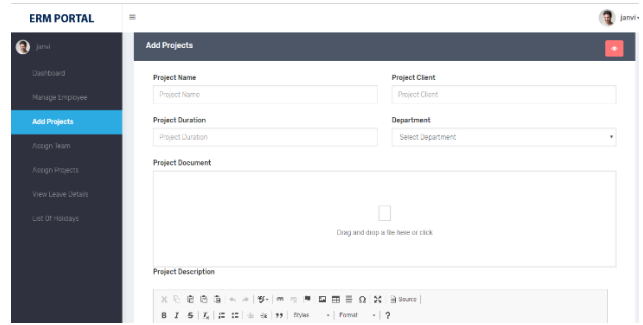 ERM PORTAL
janvi
janvi
Dashboard
Manage Employee
Add Projects
Assign Team
Assign Projects
View Leave Details
List Of Holidays
Add Projects
Project Name
Project Client
Project Name
Project Client
Project Duration
Department
Project Duration
Select Department
Project Document
Drag and drop a file here or click
Project Description
Source
B I S Ix Styles Format ?